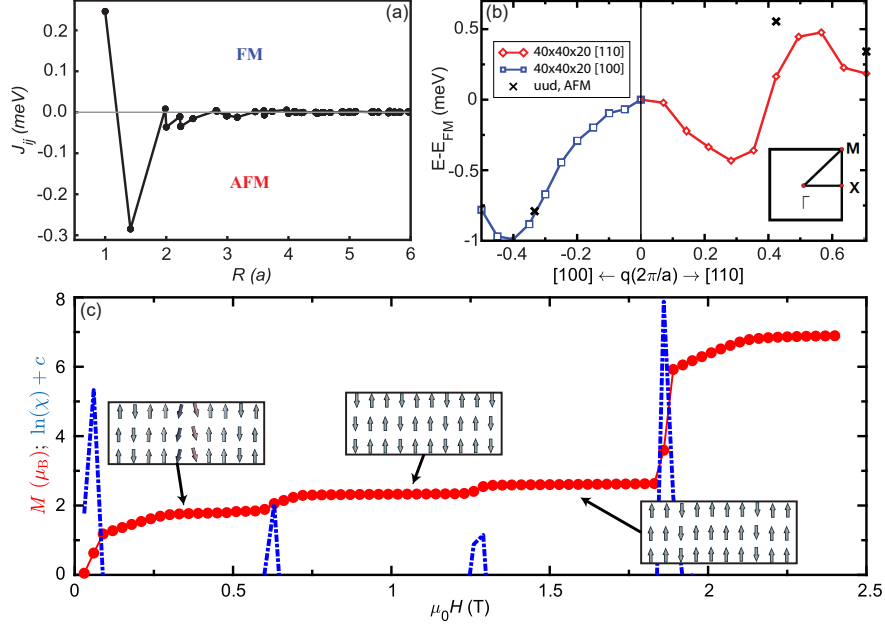 (a)
0.2
0.1
0.0
-0.1
-0.2
-0.3
J_ij (meV)
FM
AFM
1 2 3 4 5 6
R (a)
(b)
40x40x20 [110]
40x40x20 [100]
uud, AFM
0.5
0
-0.5
-1
E-E_FM (meV)
M
X
Γ
-0.4 -0.2 0 0.2 0.4 0.6
[100] ← q(2π/a) → [110]
(c)
8
6
4
2
0
M (μ_B); ln(χ) + c
0 0.5 1 1.5 2 2.5
μ_0H (T)